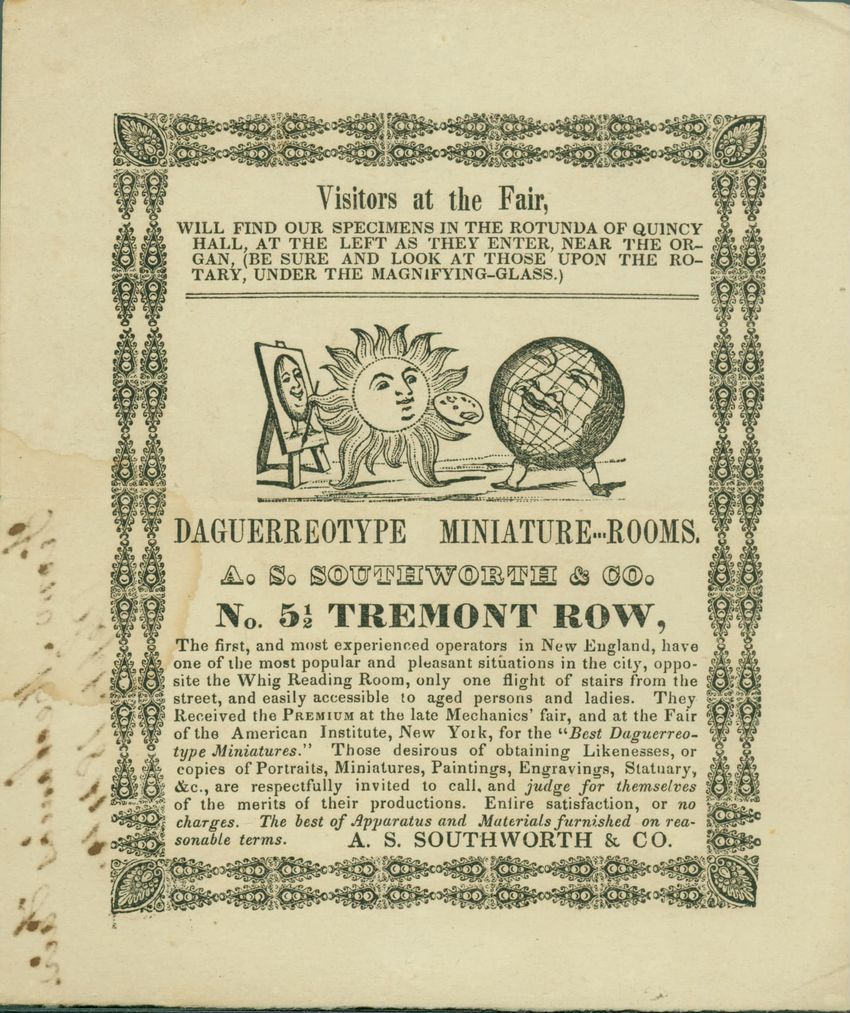 Visitors at the Fair,
WILL FIND OUR SPECIMENS IN THE ROTUNDA OF QUINCY
HALL, AT THE LEFT AS THEY ENTER, NEAR THE OR-
GAN, (BE SURE AND LOOK AT THOSE UPON THE RO-
TARY, UNDER THE MAGNIFYING-GLASS.)
DAGUERREOTYPE MINIATURE---ROOMS.
A. S. SOUTHWORTH & CO.
No. 5½ TREMONT ROW,
The first, and most experienced operators in New England, have
one of the most popular and pleasant situations in the city, oppo-
site the Whig Reading Room, only one flight of stairs from the
street, and easily accessible to aged persons and ladies. They
Received the PREMIUM at the late Mechanics' fair, and at the Fair
of the American Institute, New York, for the "Best Daguerreo-
type Miniatures." Those desirous of obtaining Likenesses, or
copies of Portraits, Miniatures, Paintings, Engravings, Statuary,
&c., are respectfully invited to call, and judge for themselves
of the merits of their productions. Entire satisfaction, or no
charges. The best of Apparatus and Materials furnished on rea-
sonable terms. A. S. SOUTHWORTH & CO.